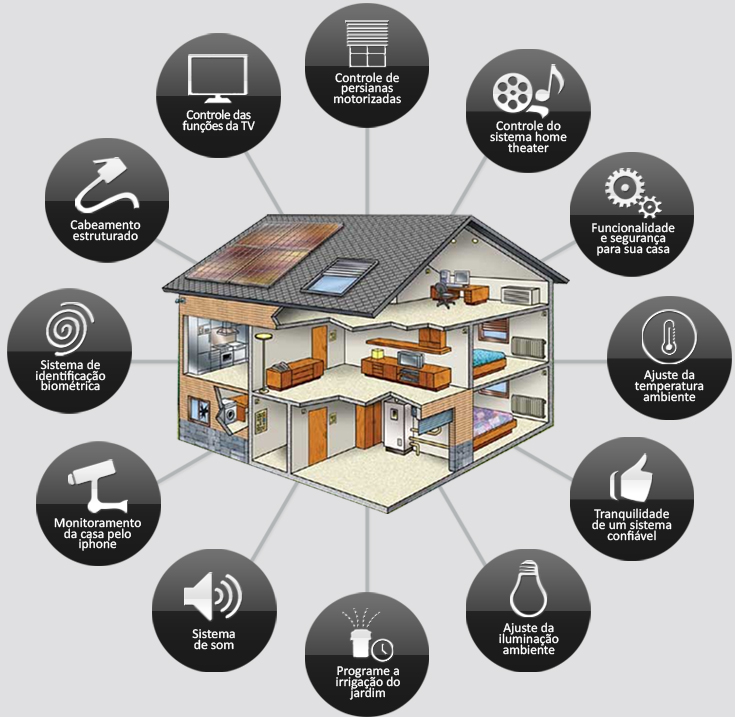 Controle de
persianas
motorizadas
Controle do
sistema home
theater
Funcionalidade
e segurança
para sua casa
Ajuste da
temperatura
ambiente
Tranquilidade
de um sistema
confiável
Ajuste da
iluminação
ambiente
Programe a
irrigação do
jardim
Sistema
de som
Monitoramento
da casa pelo
iphone
Sistema de
identificação
biométrica
Cabeamento
estruturado
Controle das
funções da TV